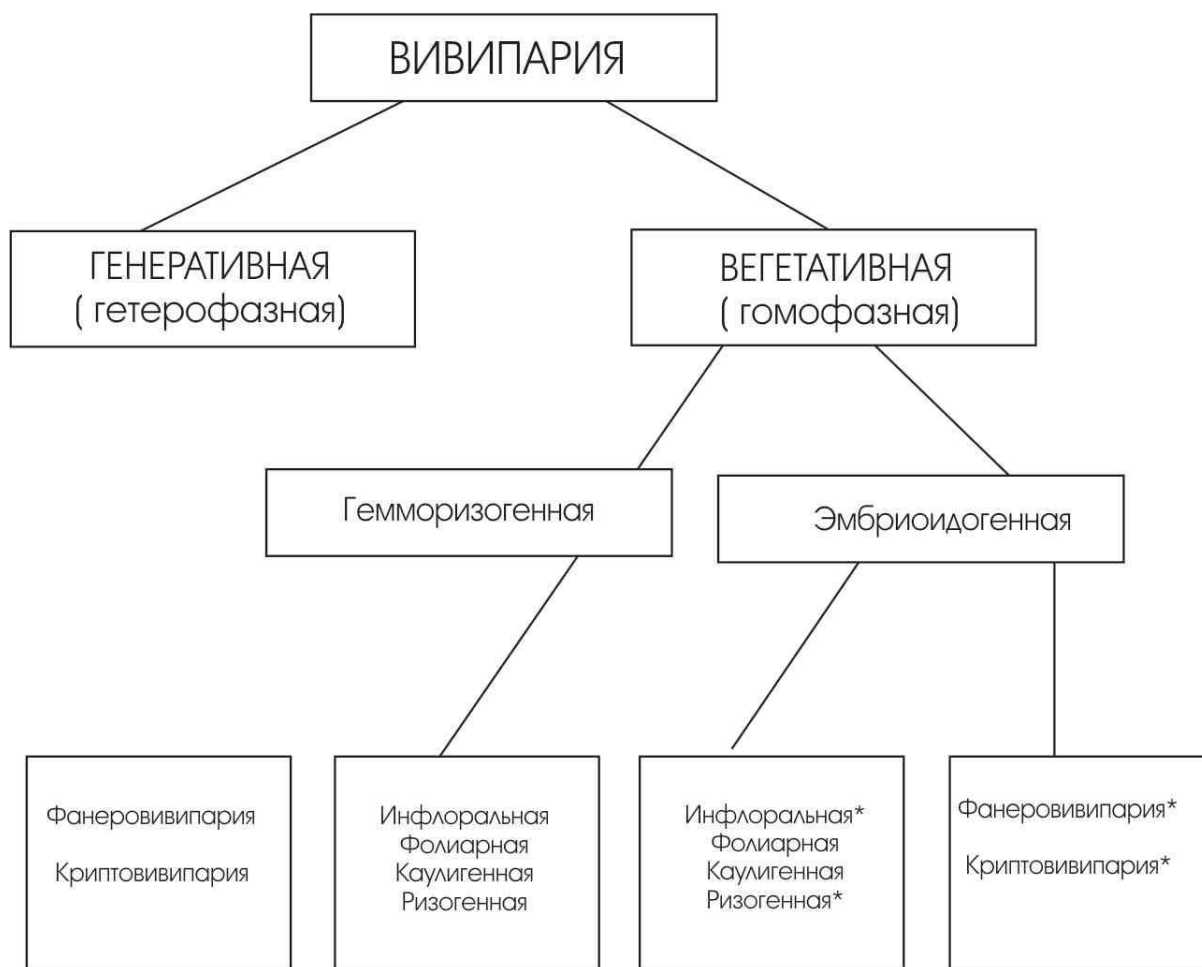 ВИВИПАРИЯ
ГЕНЕРАТИВНАЯ
( гетерофазная)
ВЕГЕТАТИВНАЯ
( гомофазная)
Гемморизогенная
Эмбриоидогенная
Фанеровивипария
Криптовивипария
Инфлоральная
Фолиарная
Каулигенная
Ризогенная
Инфлоральная*
Фолиарная
Каулигенная
Ризогенная*
Фанеровивипария*
Криптовивипария*